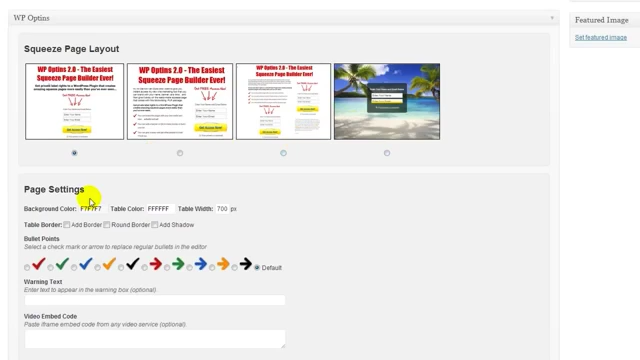 WP Optins
Featured Image
Set featured image
Squeeze Page Layout
WP Optins 2.0 - The Easiest
Squeeze Page Builder Ever!
WP Optins 2.0 - The Easiest
Squeeze Page Builder Ever!
WP Optins 2.0 - The Easiest
Squeeze Page Builder Ever!
Page Settings
Background Color: F7F7F7 Table Color: FFFFFF Table Width: 700 px
Table Border: Add Border Round Border Add Shadow
Bullet Points
Select a check mark or arrow to replace regular bullets in the editor
Default
Warning Text
Enter text to appear in the warning box (optional).
Video Embed Code
Paste iframe embed code from any video service (optional).